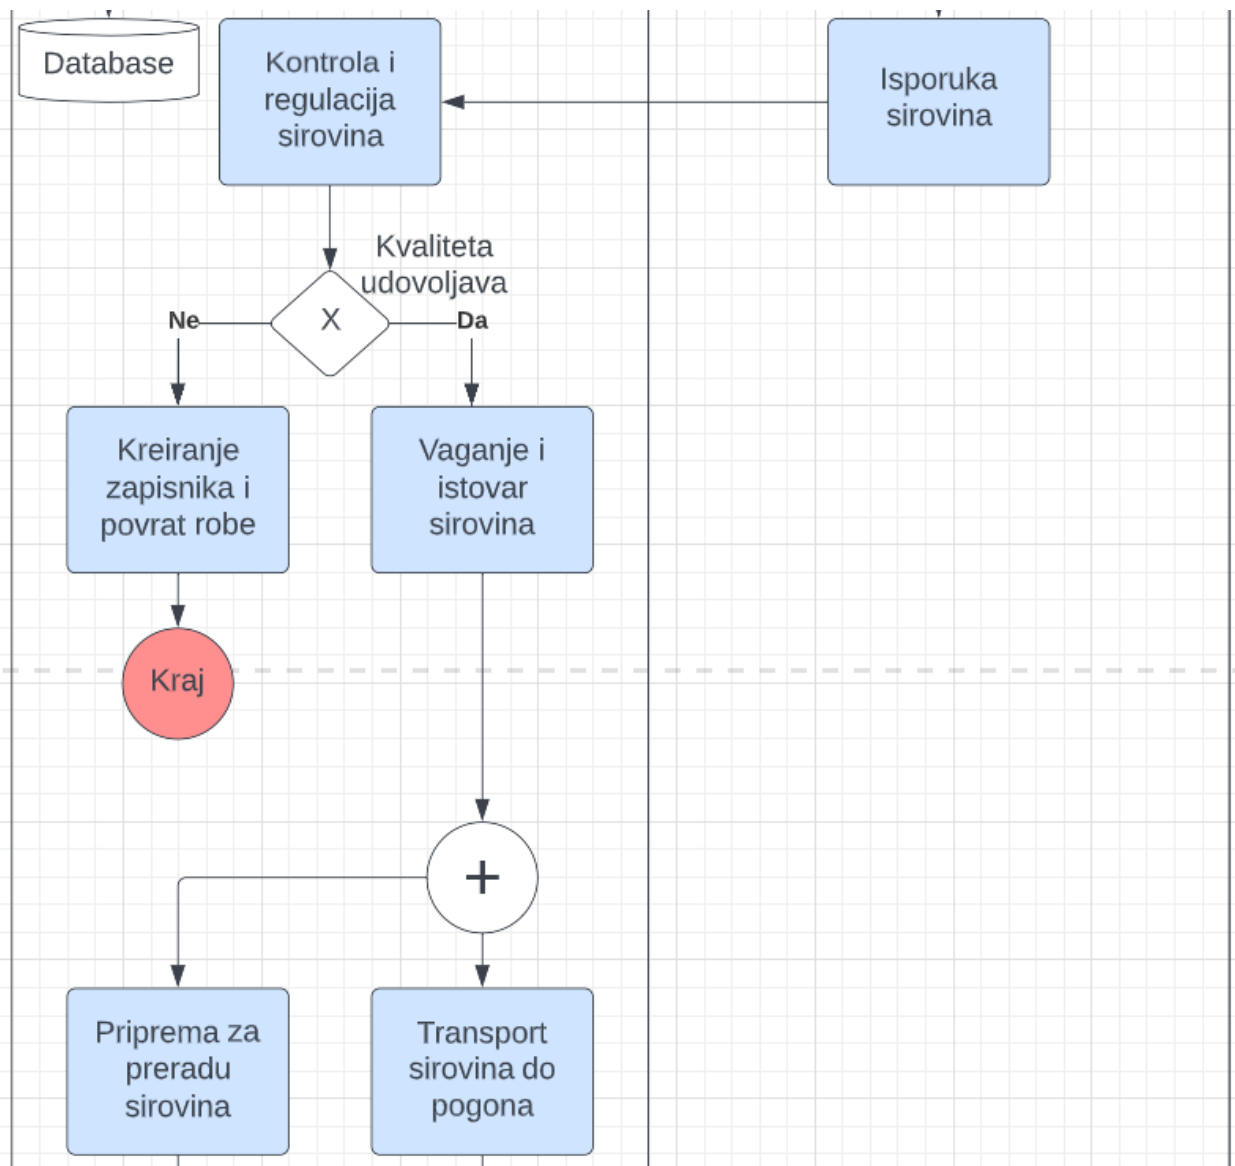 Database
Kontrola i
regulacija
sirovina
Isporuka
sirovina
Kvaliteta
udovoljava
Ne
X
Da
Kreiranje
zapisnika i
povrat robe
Vaganje i
istovar
sirovina
Kraj
+
Priprema za
preradu
sirovina
Transport
sirovina do
pogona